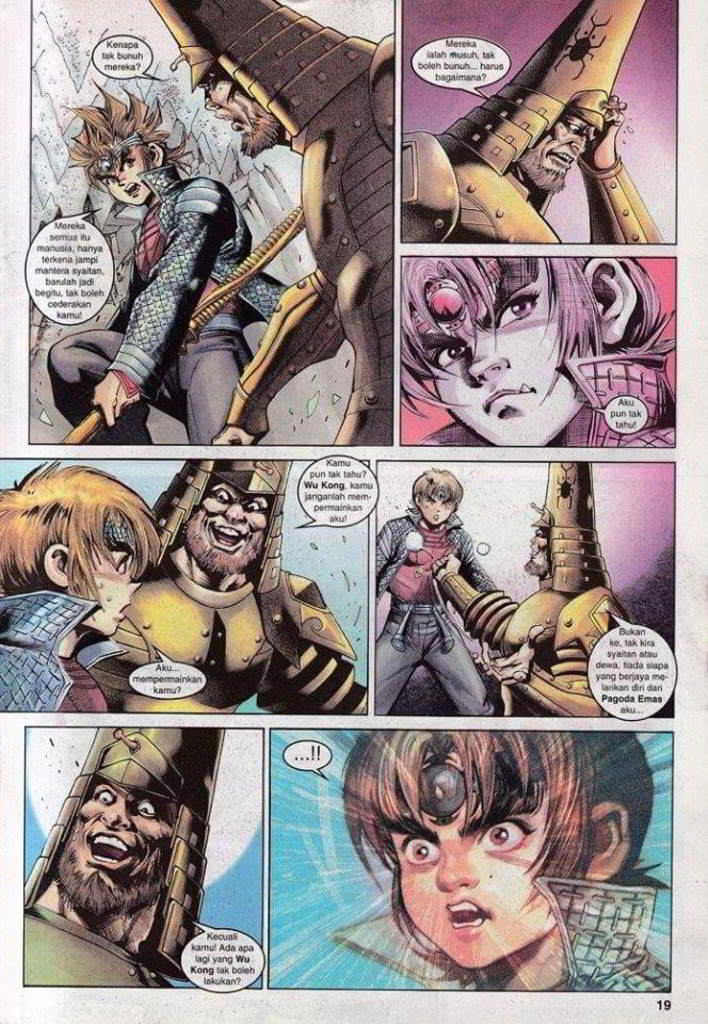 Kenapa
tak bunuh
mereka?
Mereka
semua itu
manusia, hanya
terkena jampi
mantera syaitan,
barulah jadi
begitu, tak boleh
cederakan
kamu!
Mereka
ialah musuh, tak
boleh bunuh... harus
bagaimana?
Aku
pun tak
tahu!
Kamu
pun tak tahu?
Wu Kong, kamu
janganlah mem-
permainkan
aku!
Aku...
mempermainkan
kamu?
Bukan
ke, tak kira
syaitan atau
dewa, tiada siapa
yang berjaya me-
larikan diri dari
Pagoda Emas
aku...
Kecuali
kamu! Ada apa
lagi yang Wu
Kong tak boleh
lakukan?
...!!
19